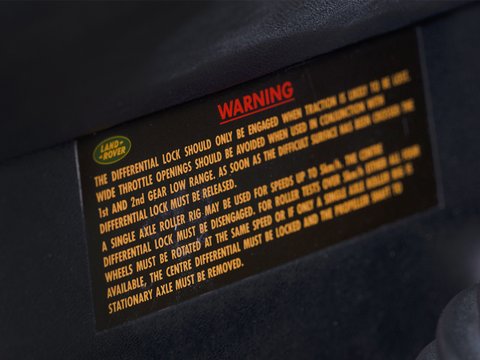 WARNING
LAND-
-ROVER
THE DIFFERENTIAL LOCK SHOULD ONLY BE ENGAGED WHEN TRACTION IS LIKELY TO BE LOST.
WIDE THROTTLE OPENINGS SHOULD BE AVOIDED WHEN USED IN CONJUNCTION WITH
1st AND 2nd GEAR LOW RANGE. AS SOON AS THE DIFFICULT SURFACE HAS BEEN CROSSED THE
DIFFERENTIAL LOCK MUST BE RELEASED.
A SINGLE AXLE ROLLER RIG MAY BE USED FOR SPEEDS UP TO 5km/h. THE CENTRE
DIFFERENTIAL LOCK MUST BE DISENGAGED. FOR ROLLER TESTS OVER 5km/h EITHER ALL FOUR
WHEELS MUST BE ROTATED AT THE SAME SPEED OR IF ONLY A SINGLE AXLE ROLLER RIG IS
AVAILABLE, THE CENTRE DIFFERENTIAL MUST BE LOCKED AND THE PROPELLER SHAFT TO
STATIONARY AXLE MUST BE REMOVED.